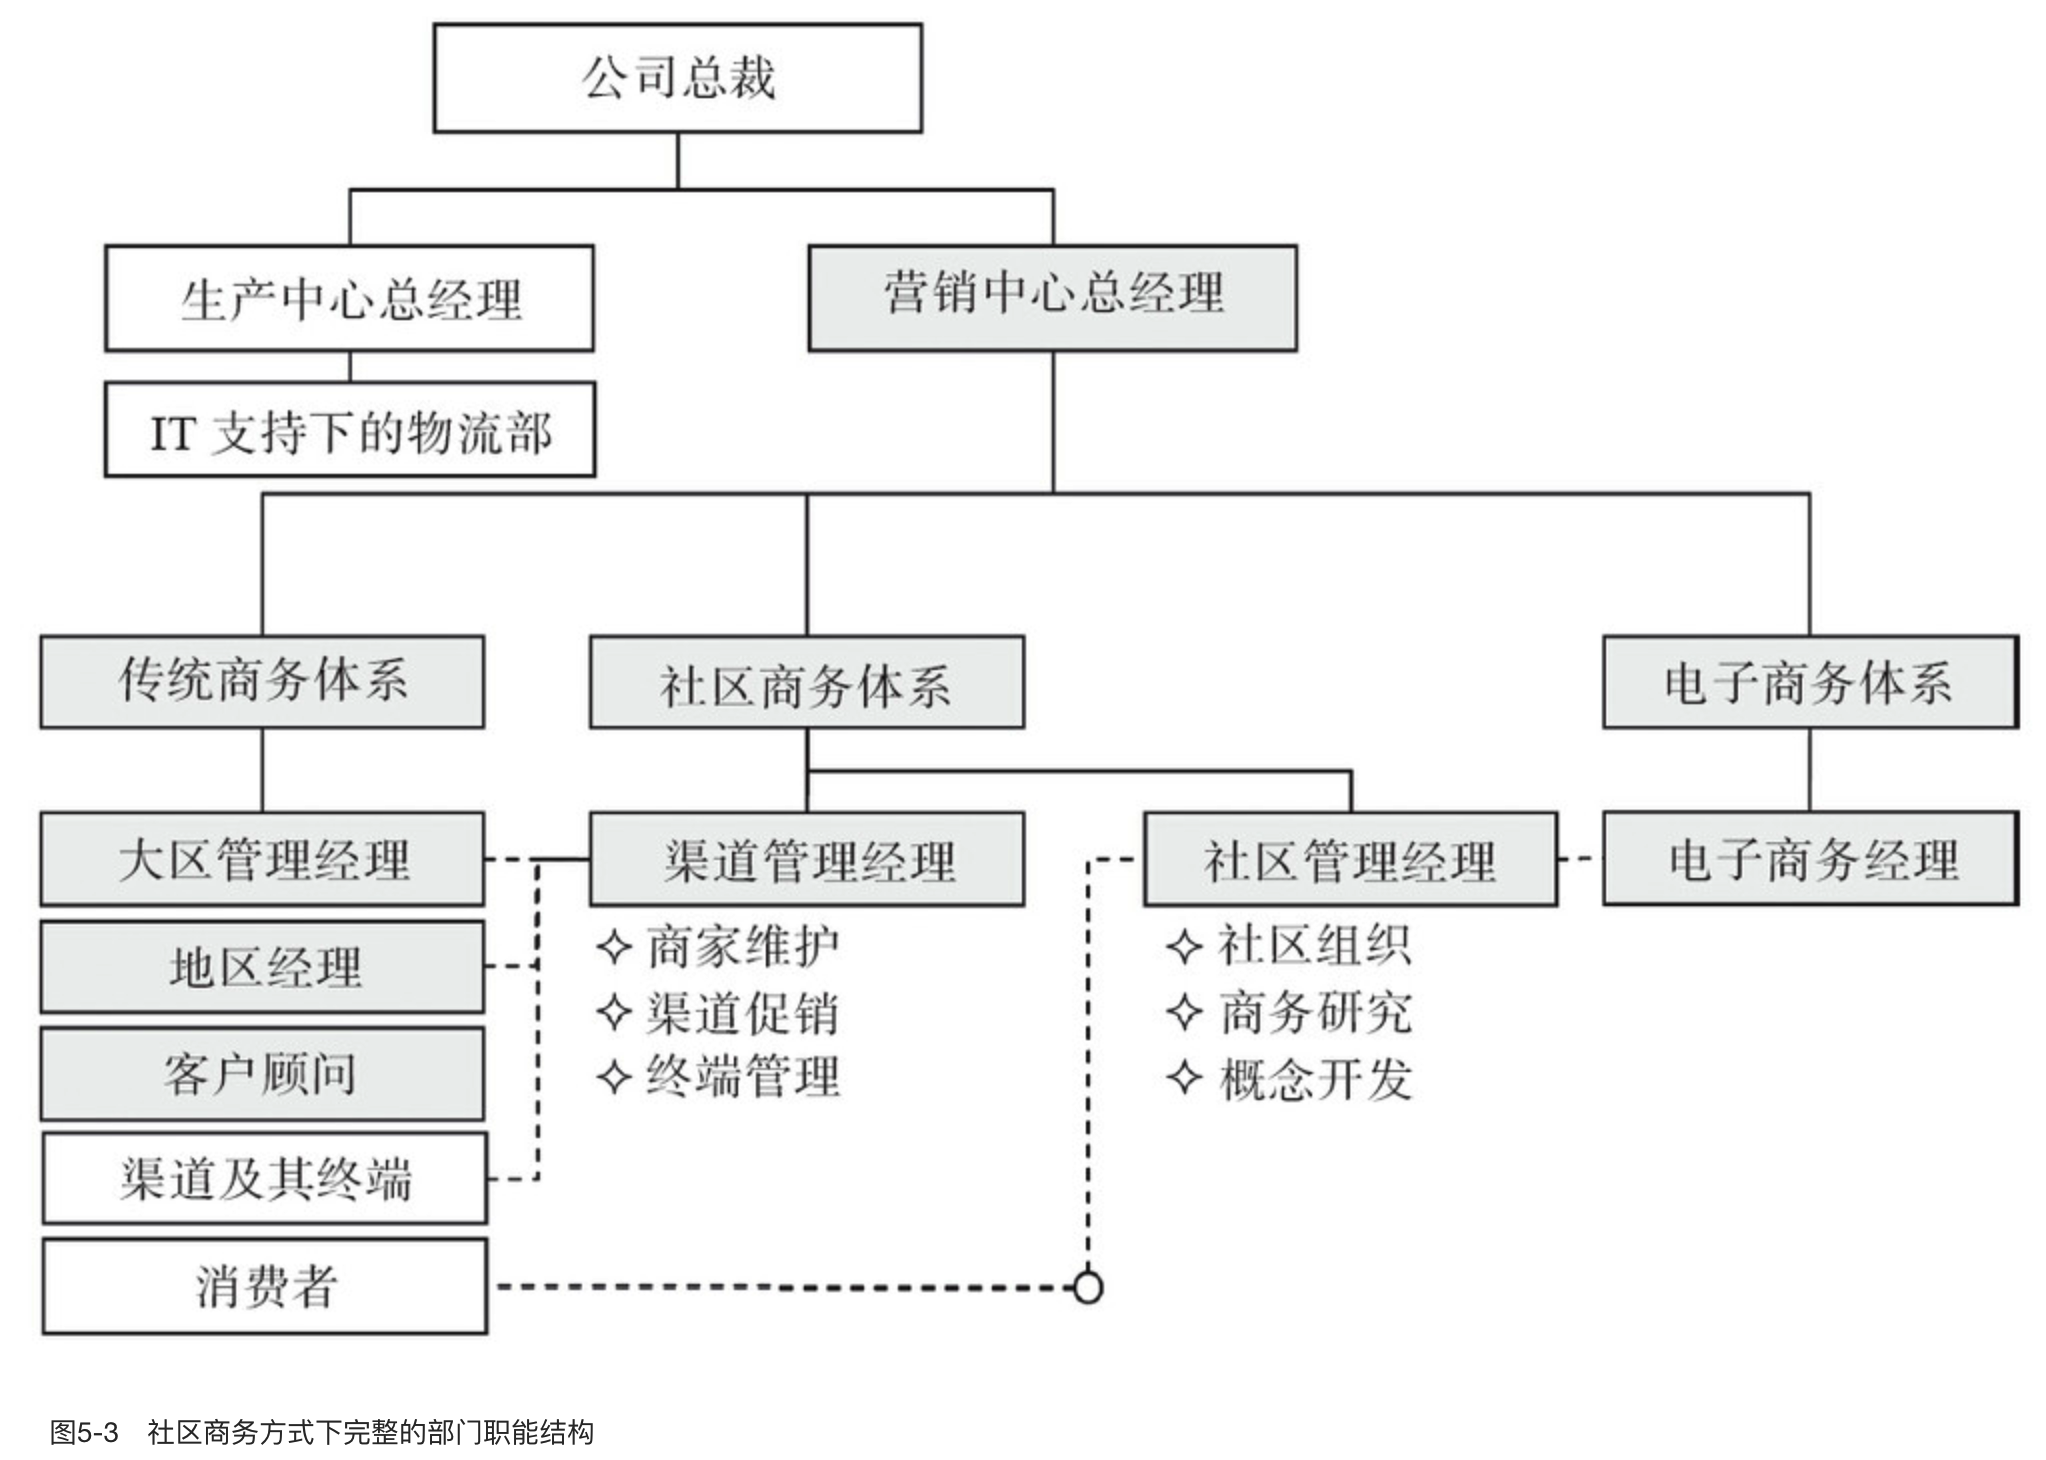 公司总裁
生产中心总经理
营销中心总经理
IT 支持下的物流部
传统商务体系
社区商务体系
电子商务体系
大区管理经理
渠道管理经理
社区管理经理
电子商务经理
地区经理
客户顾问
渠道及其终端
消费者
✧ 商家维护
✧ 渠道促销
✧ 终端管理
✧ 社区组织
✧ 商务研究
✧ 概念开发
图5-3 社区商务方式下完整的部门职能结构